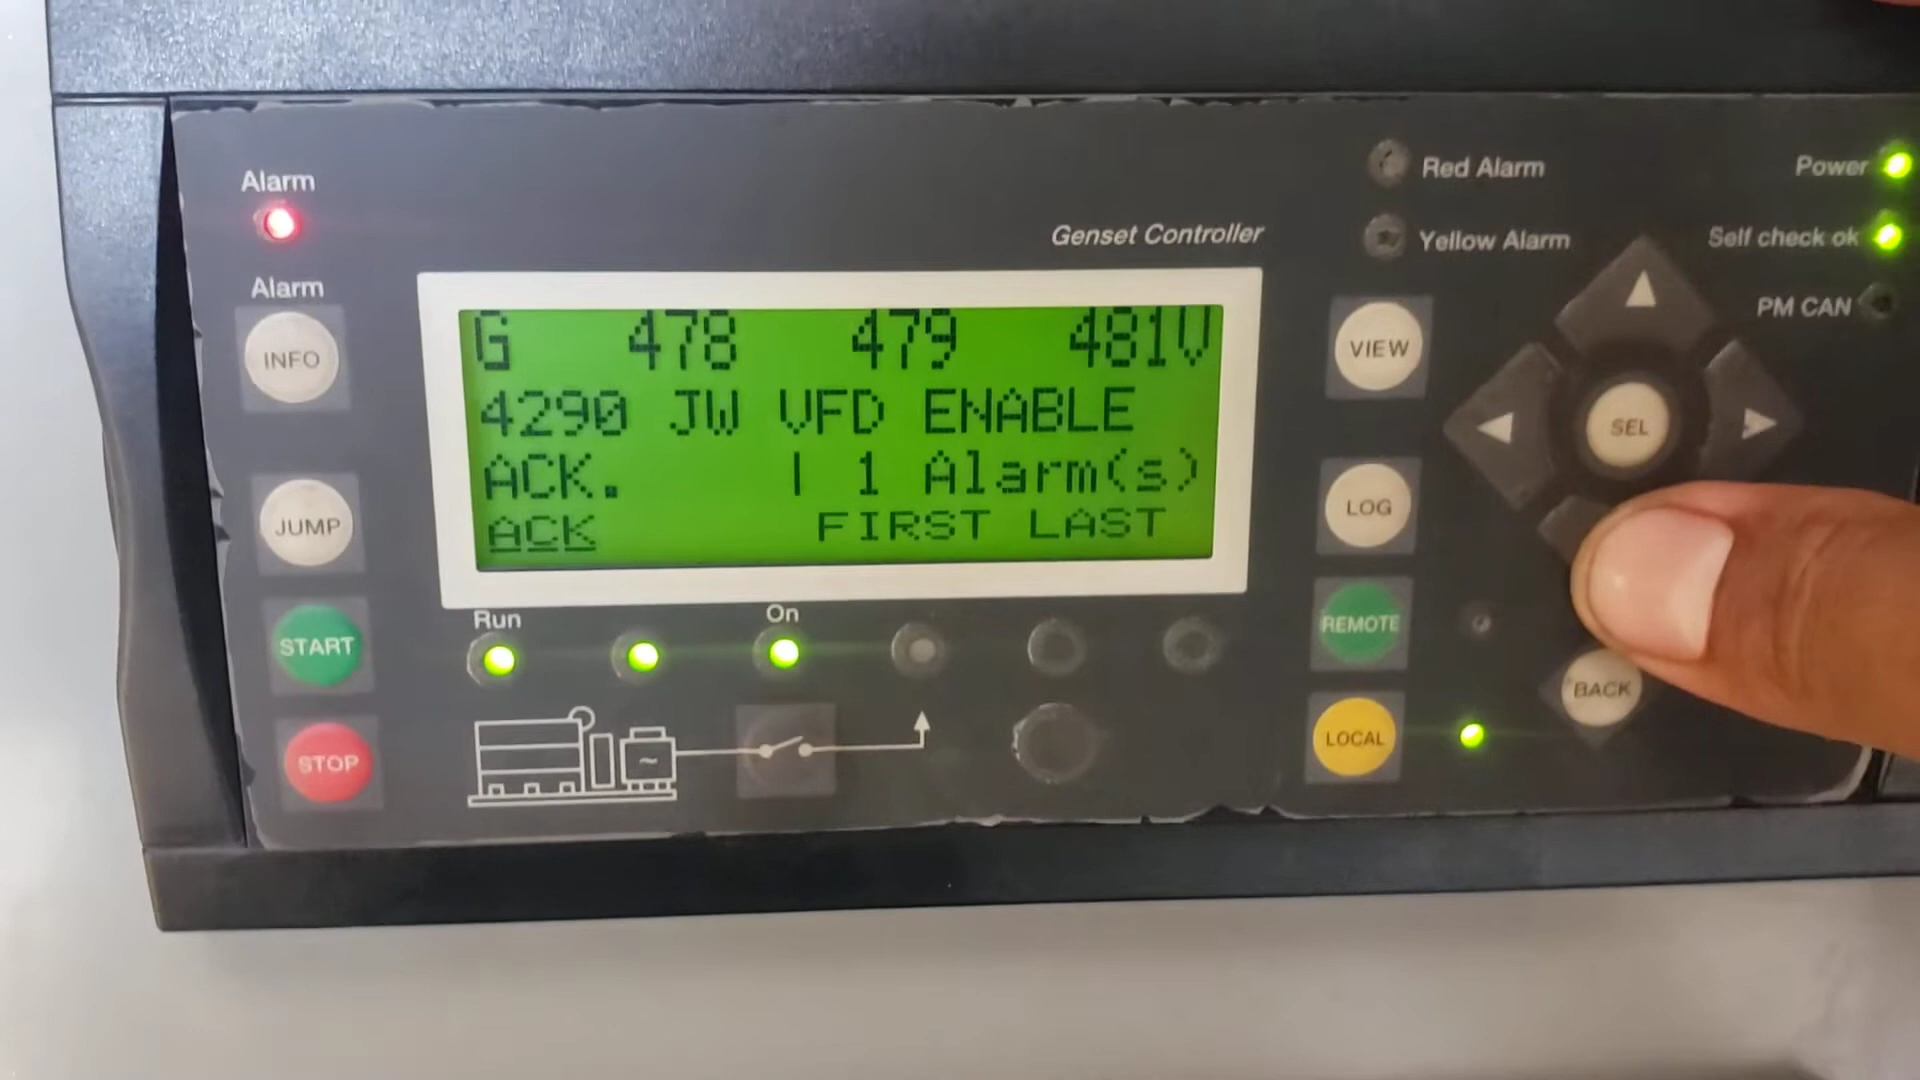 Alarm
Genset Controller
Red Alarm
Yellow Alarm
Power
Self check ok
PM CAN
Alarm
INFO
JUMP
START
STOP
G 478 479 481V
4290 JW VFD ENABLE
ACK. | 1 Alarm(s)
ACK FIRST LAST
Run
On
~
VIEW
LOG
REMOTE
LOCAL
SEL
BACK